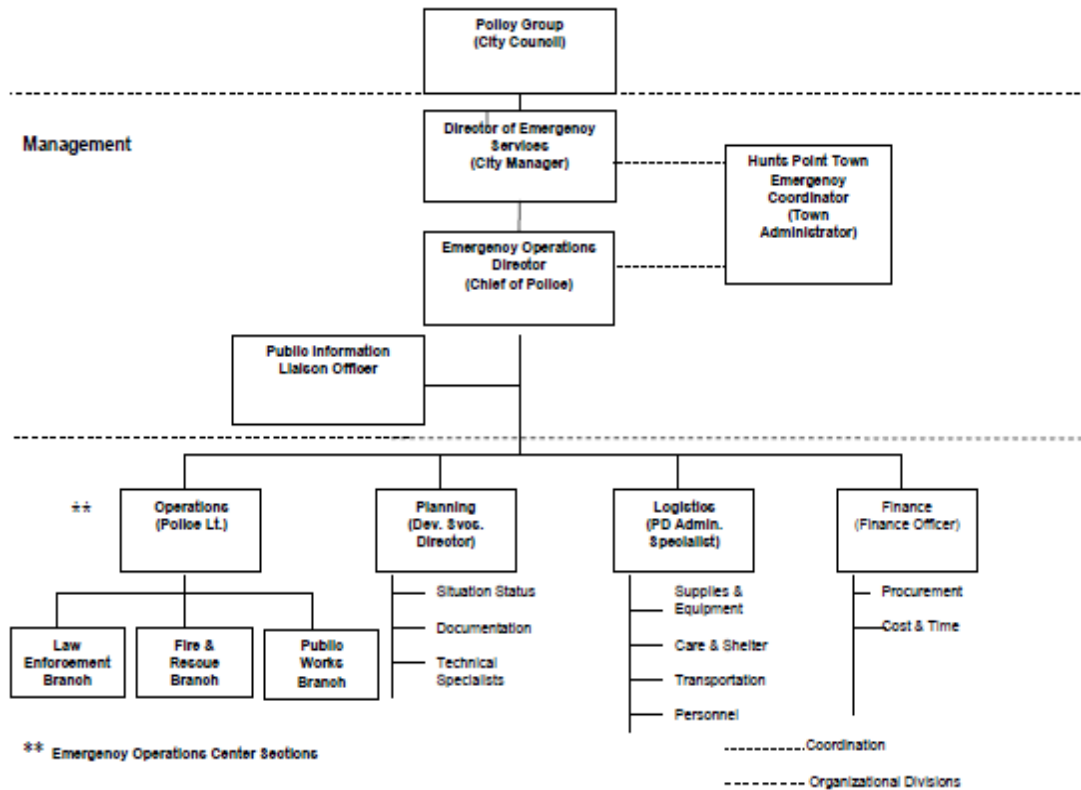 Policy Group
(City Council)
Management
Director of Emergency
Services
(City Manager)
Hunts Point Town
Emergency
Coordinator
(Town
Administrator)
Emergency Operations
Director
(Chief of Police)
Public Information
Liaison Officer
**
Operations
(Police Lt.)
Planning
(Dev. Svcs.
Director)
Logistics
(PD Admin.
Specialist)
Finance
(Finance Officer)
Law
Enforcement
Branch
Fire &
Rescue
Branch
Public
Works
Branch
Situation Status
Documentation
Technical
Specialists
Supplies &
Equipment
Care & Shelter
Transportation
Personnel
Procurement
Cost & Time
** Emergency Operations Center Sections
Coordination
Organizational Divisions